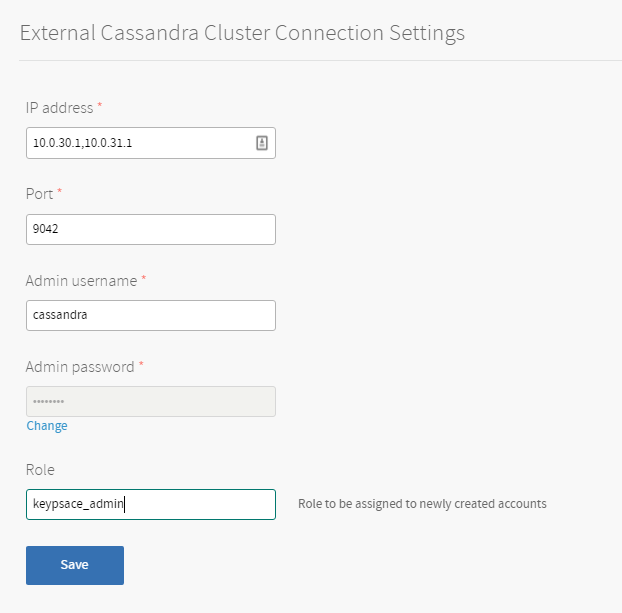 External Cassandra Cluster Connection Settings
IP address *
10.0.30.1,10.0.31.1
Port *
9042
Admin username *
cassandra
Admin password *
••••••••
Change
Role
keypsace_admin
Role to be assigned to newly created accounts
Save